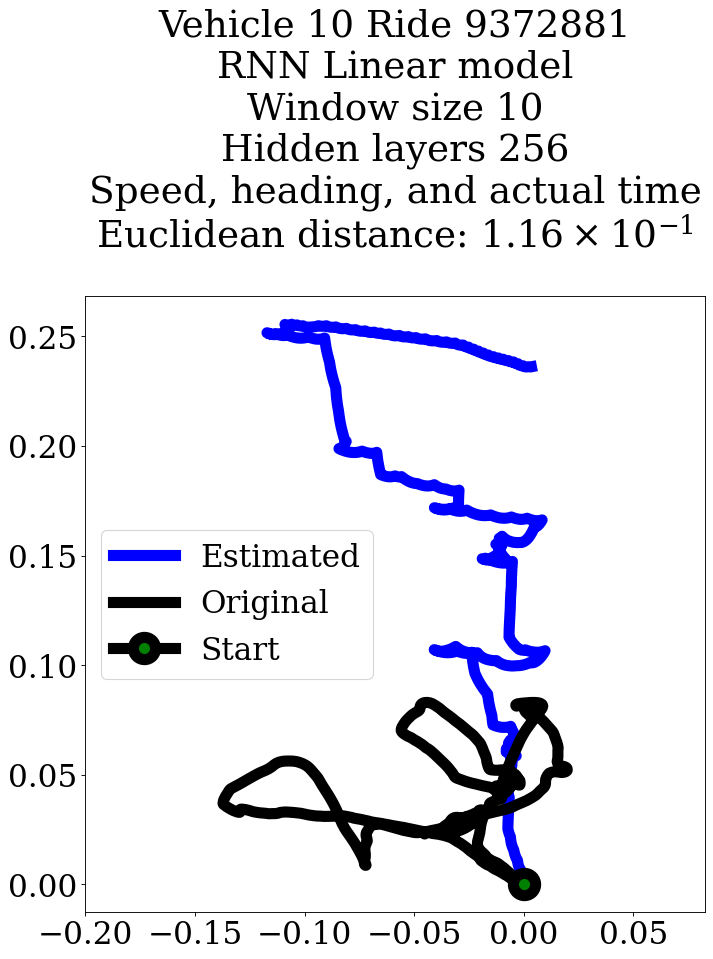 Vehicle 10 Ride 9372881
RNN Linear model
Window size 10
Hidden layers 256
Speed, heading, and actual time
Euclidean distance: 1.16 × 10⁻¹
0.25
0.20
0.15
0.10
0.05
0.00
Estimated
Original
Start
−0.20 −0.15 −0.10 −0.05 0.00 0.05